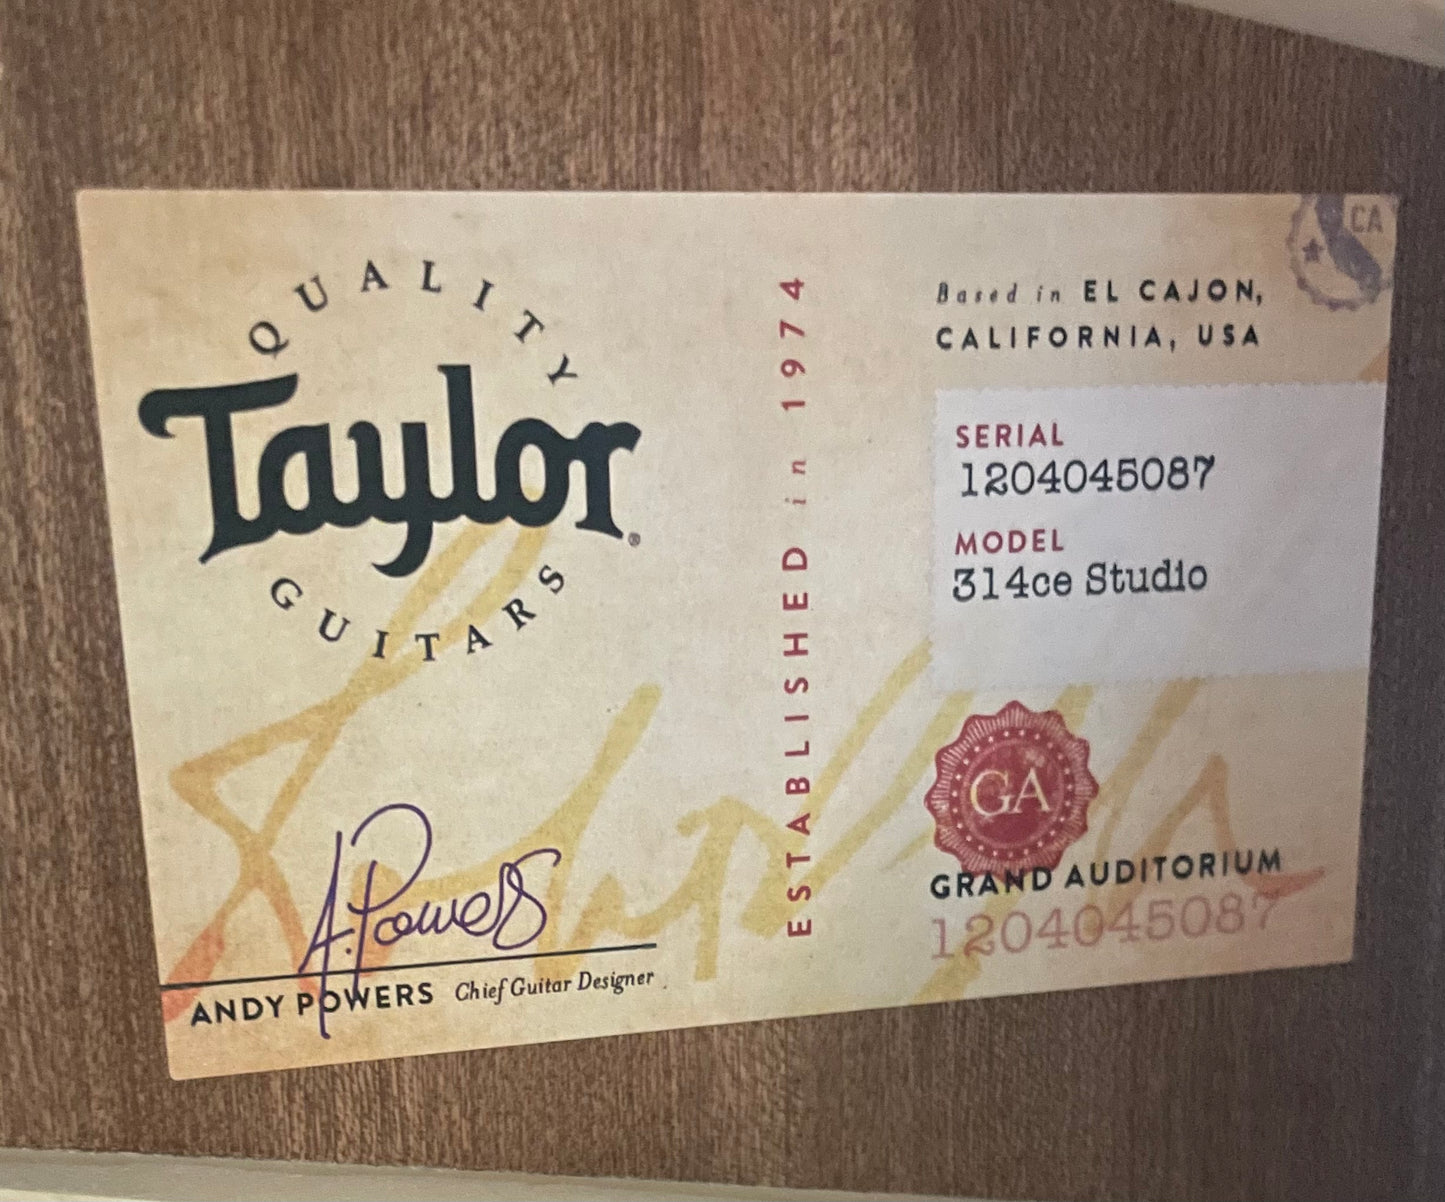 QUALITY
Taylor®
GUITARS
A.Powers
ANDY POWERS Chief Guitar Designer
ESTABLISHED in 1974
CA
Based in EL CAJON,
CALIFORNIA, USA
SERIAL
1204045087
MODEL
314ce Studio
GA
GRAND AUDITORIUM
1204045087